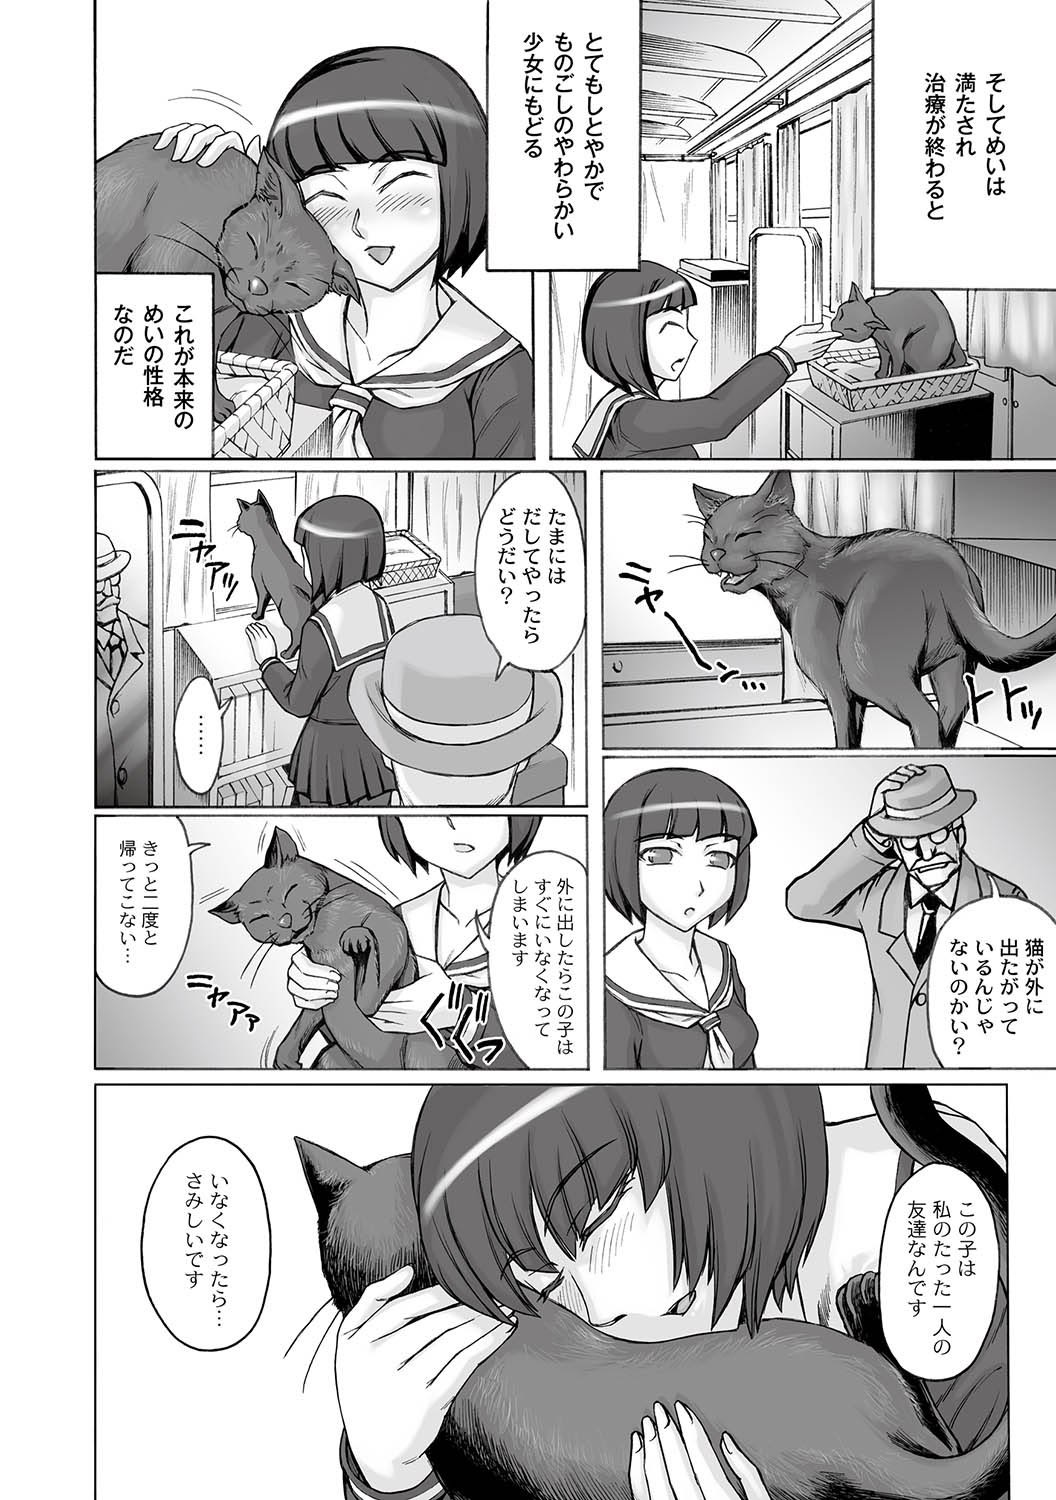 そしてめいは
満たされ
治療が終わると
とてもしとやかで
ものごしのやわらかい
少女にもどる
これが本来の
めいの性格
なのだ
ニャ〜…
トトッ
たまには
だしてやったら
どうだい？
ニャァァッ
……
猫が外に
出たがって
いるんじゃ
ないのかい？
外に出したらこの子は
すぐにいなくなって
しまいます
ぐぐっ
ニャァァァ
きっと二度と
帰ってこない…
この子は
私のたった一人の
友達なんです
いなくなったら…
さみしいです